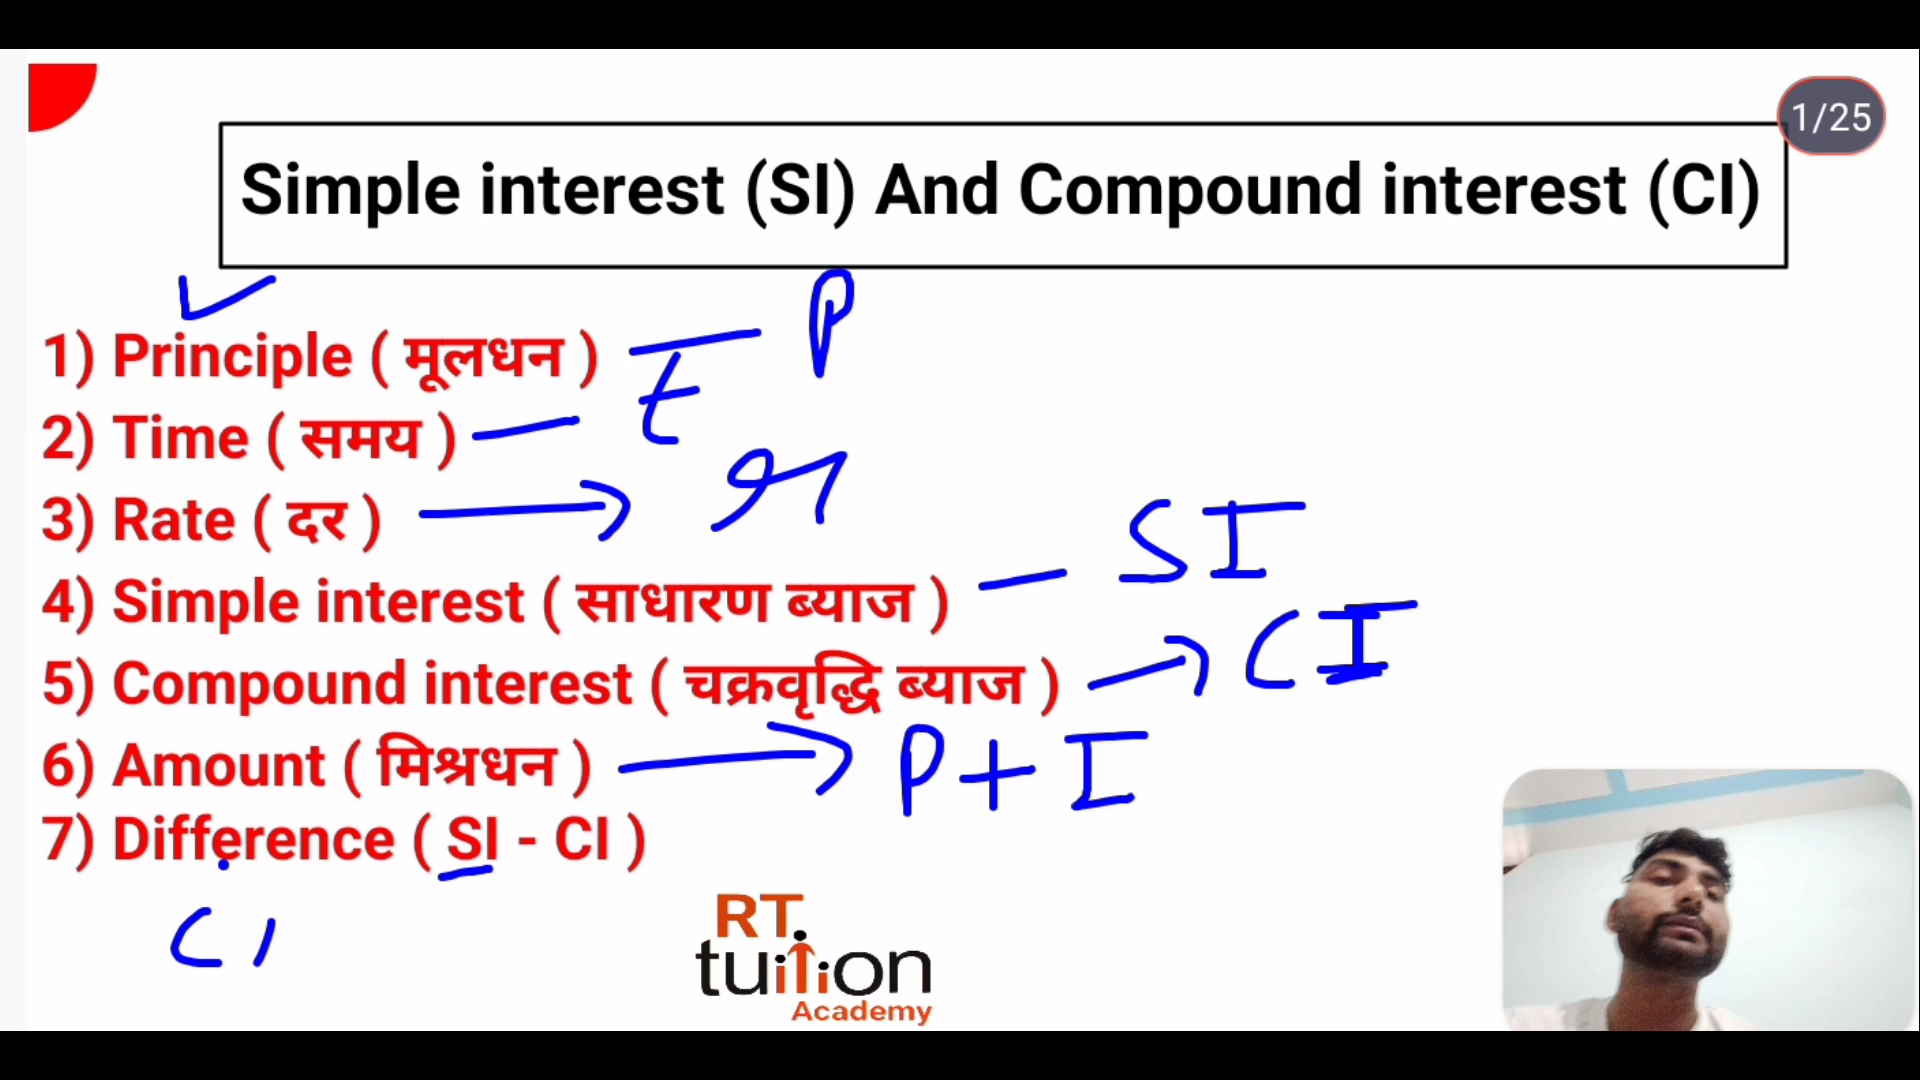 1/25
Simple interest (SI) And Compound interest (CI)
1) Principle ( मूलधन ) P
2) Time ( समय ) t
3) Rate ( दर ) r
4) Simple interest ( साधारण ब्याज ) SI
5) Compound interest ( चक्रवृद्धि ब्याज ) CI
6) Amount ( मिश्रधन ) P+I
7) Difference ( SI - CI )
CI
RT
tuition
Academy